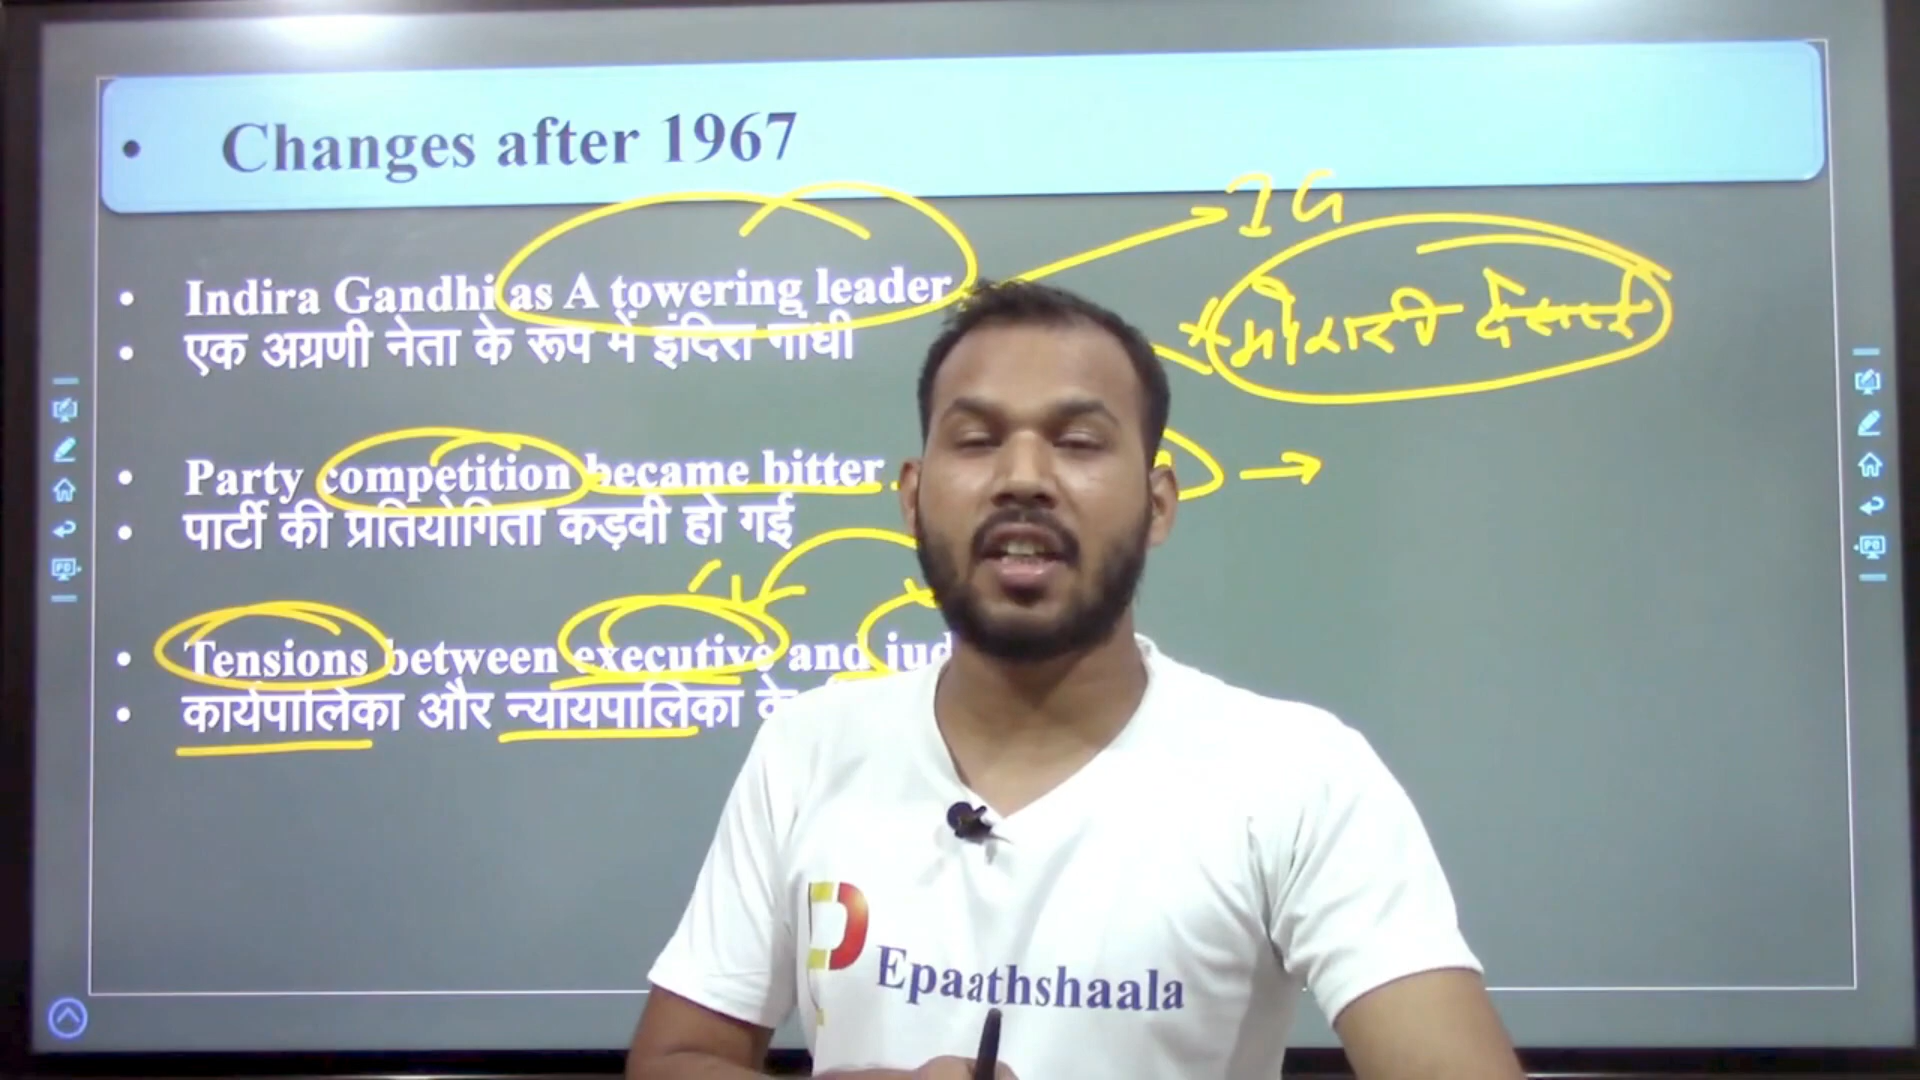 • Changes after 1967
• Indira Gandhi as A towering leader
• एक अग्रणी नेता के रूप में इंदिरा गांधी
IG
मोरारजी देसाई
• Party competition became bitter
• पार्टी की प्रतियोगिता कड़वी हो गई
• Tensions between executive and jud
• कार्यपालिका और न्यायपालिका के
Epaathshaala